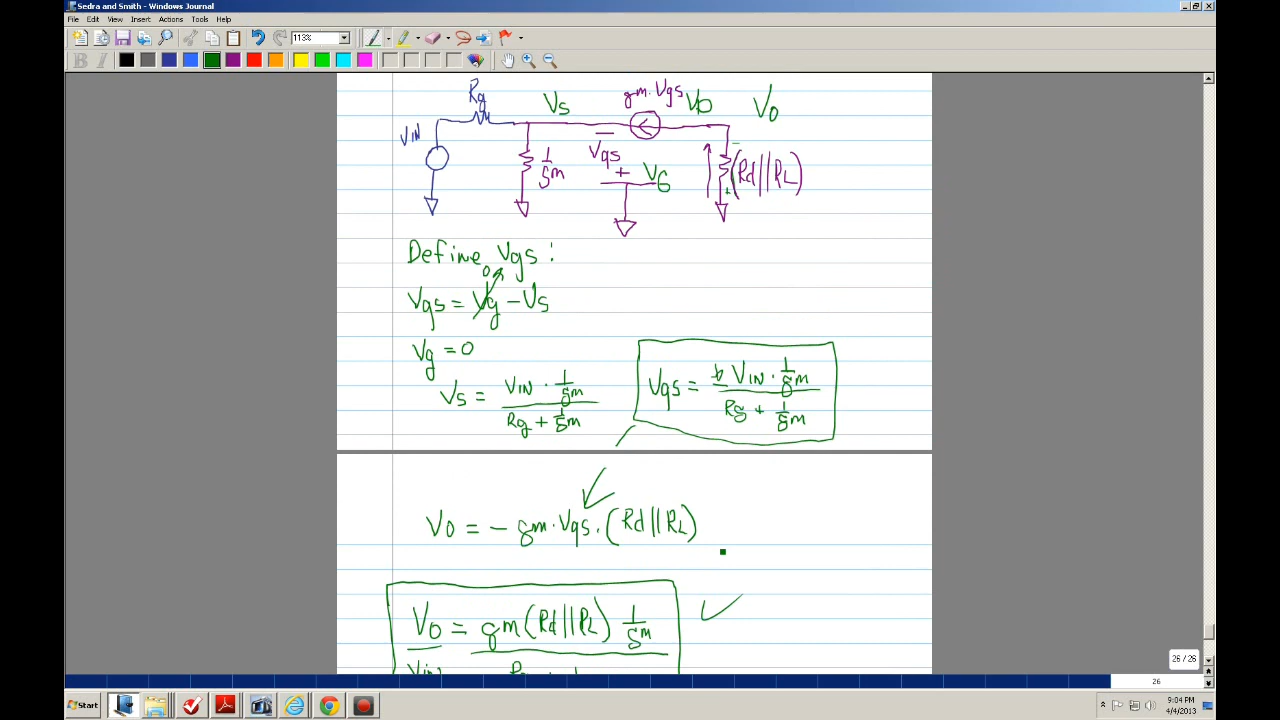 Sedra and Smith - Windows Journal
File Edit View Insert Actions Tools Help
113%
B I
Rg Vs gm.Vgs VD Vo
VIN 1/gm Vgs VG (Rd||RL)
- + - +
Define Vgs :
0
Vgs = Vg - Vs
Vg = 0
Vs = VIN · 1/gm / Rg + 1/gm
Vgs = VIN · 1/gm / Rg + 1/gm
Vo = - gm · Vgs · (Rd||RL)
Vo = gm (Rd||RL) 1/gm
Vin
26 / 26
26
Start
9:04 PM
4/4/2013